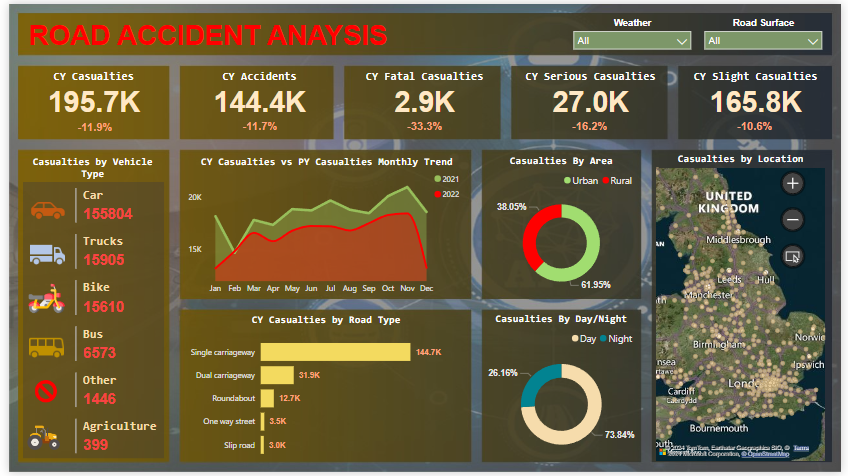 ROAD ACCIDENT ANAYSIS
Weather
All
Road Surface
All
CY Casualties
195.7K
-11.9%
CY Accidents
144.4K
-11.7%
CY Fatal Casualties
2.9K
-33.3%
CY Serious Casualties
27.0K
-16.2%
CY Slight Casualties
165.8K
-10.6%
Casualties by Vehicle
Type
Car
155804
Trucks
15905
Bike
15610
Bus
6573
Other
1446
Agriculture
399
CY Casualties vs PY Casualties Monthly Trend
2021
2022
20K
15K
Jan Feb Mar Apr May Jun Jul Aug Sep Oct Nov Dec
CY Casualties by Road Type
Single carriageway 144.7K
Dual carriageway 31.5K
Roundabout 12.7K
One way street 3.5K
Slip road 3.0K
Casualties By Area
Urban Rural
38.05%
61.95%
Casualties By Day/Night
Day Night
26.16%
73.84%
Casualties by Location
UNITED
KINGDOM
Middlesbrough
Leeds Hull
Manchester
Birmingham
Norwic
Ipswich
Cardiff
Caerdydd
Lond
Bournemouth
outh
© 2024 TomTom, Earthstar Geographics SIO, © Terms
© 2024 Microsoft Corporation, © OpenStreetMap